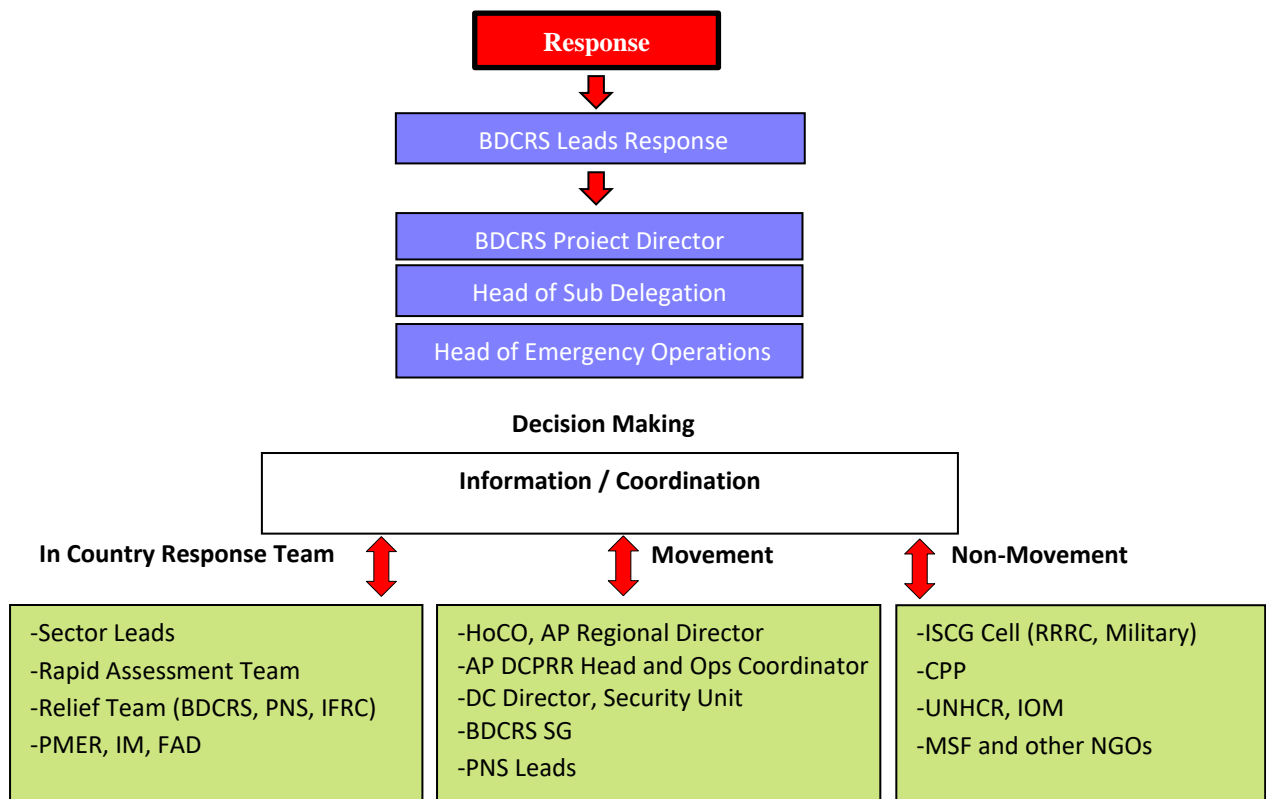 Response
BDCRS Leads Response
BDCRS Proiect Director
Head of Sub Delegation
Head of Emergency Operations
Decision Making
Information / Coordination
In Country Response Team
Movement
Non-Movement
-Sector Leads
-Rapid Assessment Team
-Relief Team (BDCRS, PNS, IFRC)
-PMER, IM, FAD
-HoCO, AP Regional Director
-AP DCPRR Head and Ops Coordinator
-DC Director, Security Unit
-BDCRS SG
-PNS Leads
-ISCG Cell (RRRC, Military)
-CPP
-UNHCR, IOM
-MSF and other NGOs